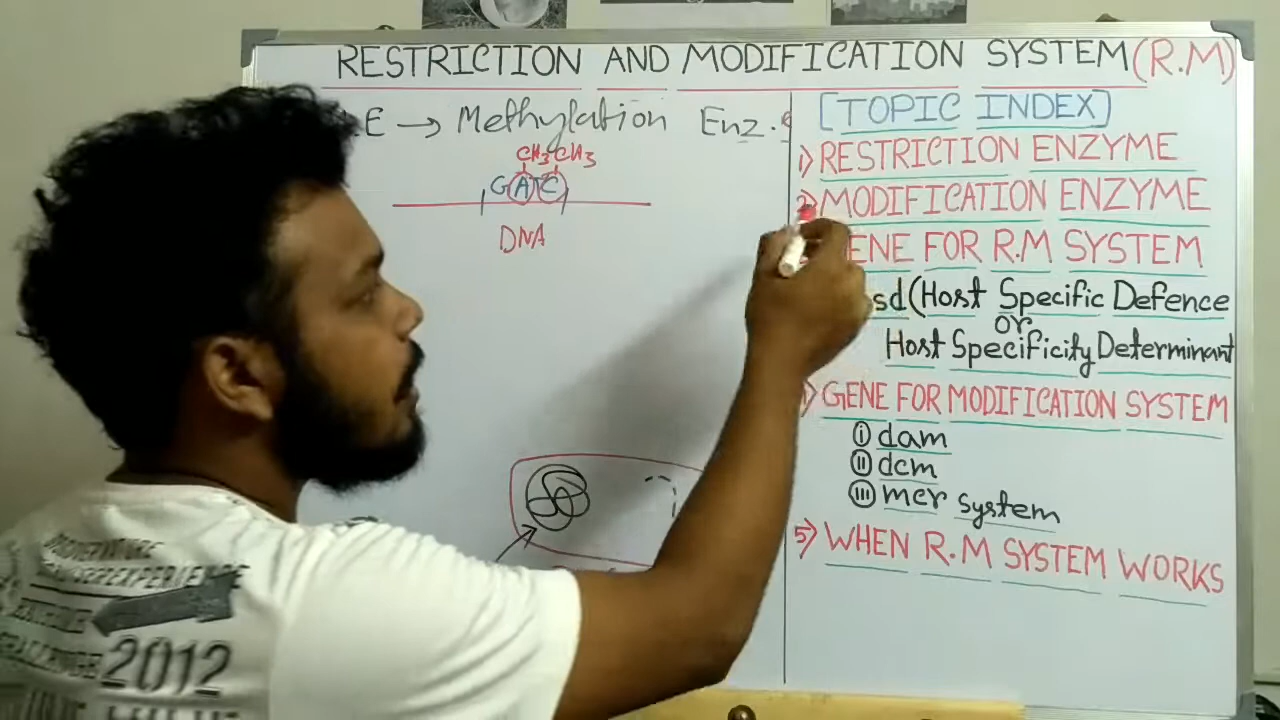 RESTRICTION AND MODIFICATION SYSTEM (R.M)
E → Methylation Enz.
CH3 CH3
GATC
DNA
[TOPIC INDEX]
1) RESTRICTION ENZYME
2) MODIFICATION ENZYME
GENE FOR R.M SYSTEM
sd (Host Specific Defence
or
Host Specificity Determinant
GENE FOR MODIFICATION SYSTEM
(i) dam
(ii) dcm
(iii) mcr system
5) WHEN R.M SYSTEM WORKS
2012